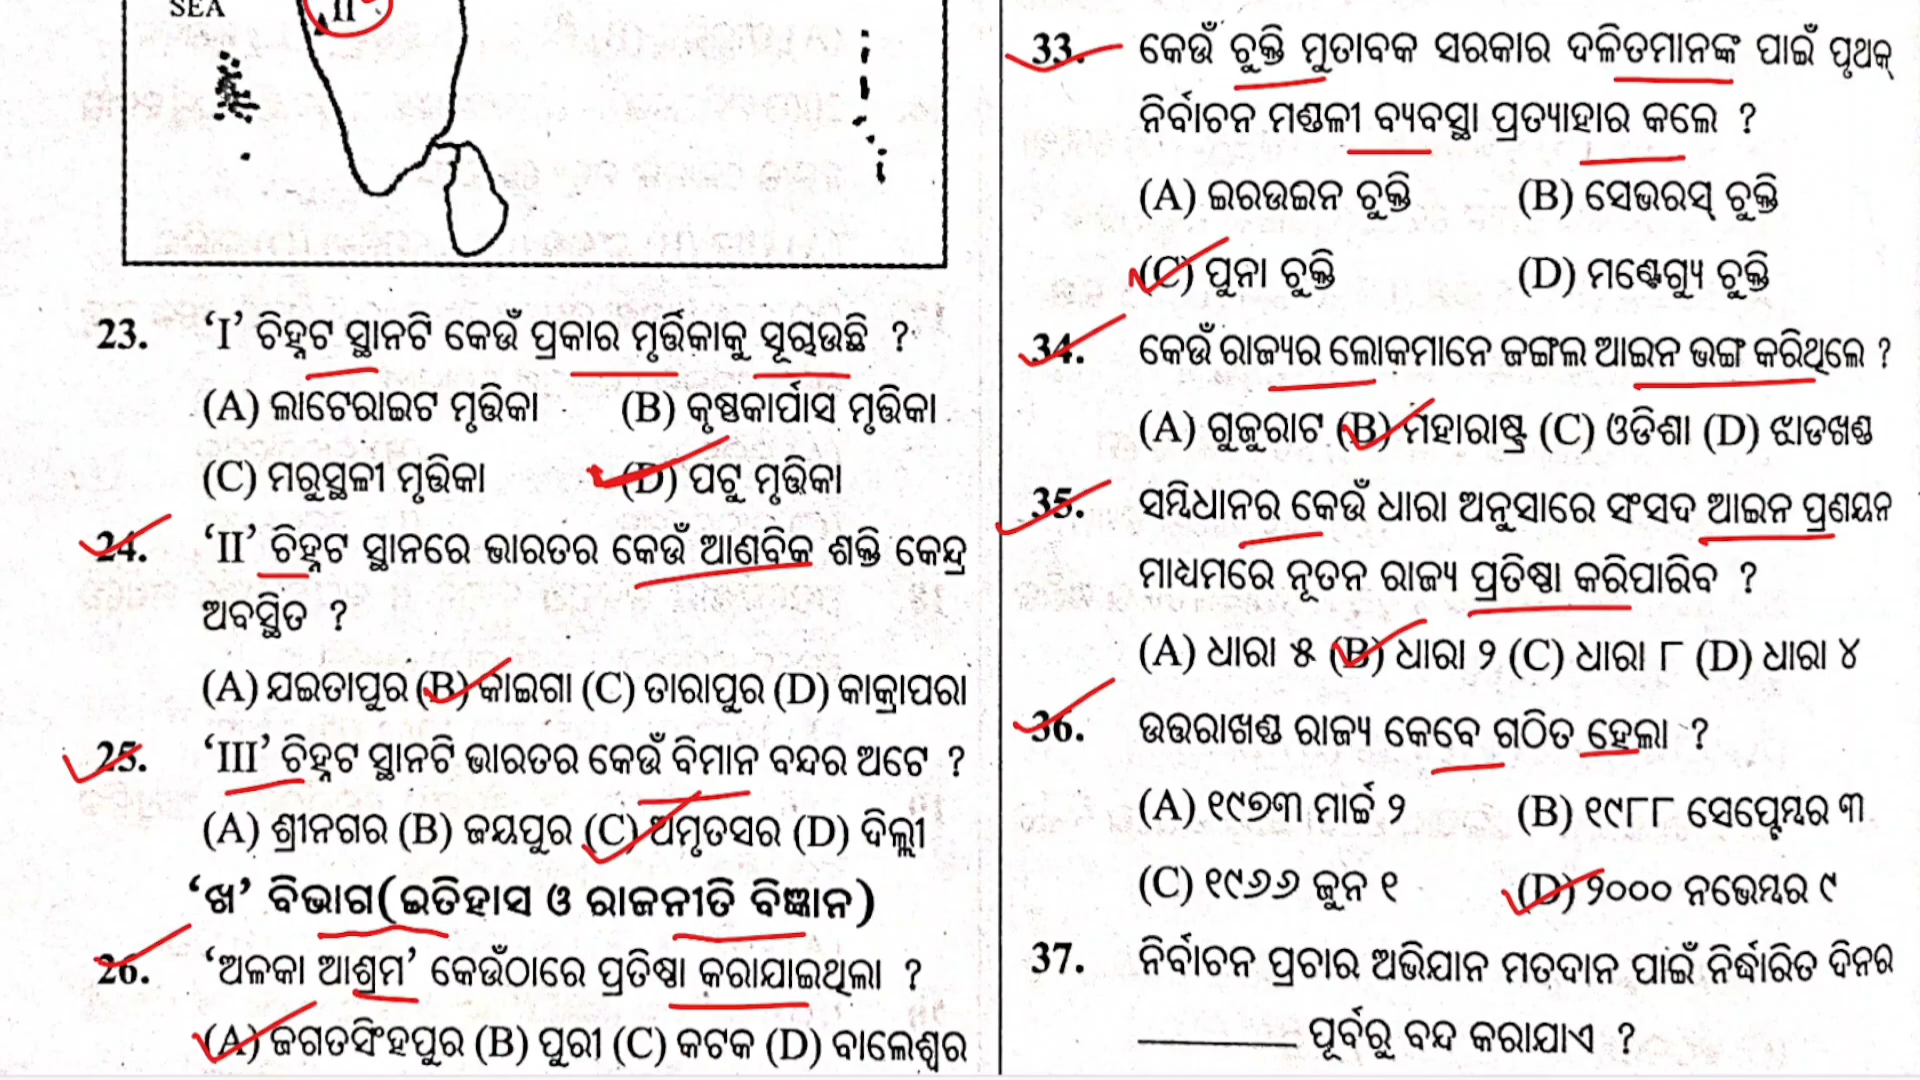 SEA
II
23. ‘I’ ଚିହ୍ନଟ ସ୍ଥାନଟି କେଉଁ ପ୍ରକାର ମୃର୍ତ୍ତିକାକୁ ସୂଚାଉଛି ?
(A) ଲାଟେରାଇଟ ମୃତ୍ତିକା (B) କୃଷ୍ଣକାର୍ପାସ ମୃତ୍ତିକା
(C) ମରୁସ୍ଥଳୀ ମୃତ୍ତିକା (D) ପଟୁ ମୃତ୍ତିକା
24. ‘II’ ଚିହ୍ନଟ ସ୍ଥାନରେ ଭାରତର କେଉଁ ଆଣବିକ ଶକ୍ତି କେନ୍ଦ୍ର
ଅବସ୍ଥିତ ?
(A) ଯଇତାପୁର (B) କାଇଗା (C) ତାରାପୁର (D) କାକ୍ରାପରା
25. ‘III’ ଚିହ୍ନଟ ସ୍ଥାନଟି ଭାରତର କେଉଁ ବିମାନ ବନ୍ଦର ଅଟେ ?
(A) ଶ୍ରୀନଗର (B) ଜୟପୁର (C) ଅମୃତସର (D) ଦିଲ୍ଲୀ
‘ଖ’ ବିଭାଗ(ଇତିହାସ ଓ ରାଜନୀତି ବିଜ୍ଞାନ)
26. ‘ଅଳକା ଆଶ୍ରମ’ କେଉଁଠାରେ ପ୍ରତିଷ୍ଠା କରାଯାଇଥିଲା ?
(A) ଜଗତସିଂହପୁର (B) ପୁରୀ (C) କଟକ (D) ବାଲେଶ୍ୱର
33. କେଉଁ ଚୁକ୍ତି ମୁତାବକ ସରକାର ଦଳିତମାନଙ୍କ ପାଇଁ ପୃଥକ୍
ନିର୍ବାଚନ ମଣ୍ଡଳୀ ବ୍ୟବସ୍ଥା ପ୍ରତ୍ୟାହାର କଲେ ?
(A) ଇରଉଇନ ଚୁକ୍ତି (B) ସେଭରସ୍ ଚୁକ୍ତି
(C) ପୁନା ଚୁକ୍ତି (D) ମଣ୍ଟେଗ୍ୟୁ ଚୁକ୍ତି
34. କେଉଁ ରାଜ୍ୟର ଲୋକମାନେ ଜଙ୍ଗଲ ଆଇନ ଭଙ୍ଗ କରିଥିଲେ ?
(A) ଗୁଜୁରାଟ (B) ମହାରାଷ୍ଟ୍ର (C) ଓଡିଶା (D) ଝାଡଖଣ୍ଡ
35. ସମ୍ବିଧାନର କେଉଁ ଧାରା ଅନୁସାରେ ସଂସଦ ଆଇନ ପ୍ରଣୟନ
ମାଧ୍ୟମରେ ନୂତନ ରାଜ୍ୟ ପ୍ରତିଷ୍ଠା କରିପାରିବ ?
(A) ଧାରା ୫ (B) ଧାରା ୨ (C) ଧାରା ୮ (D) ଧାରା ୪
36. ଉତ୍ତରାଖଣ୍ଡ ରାଜ୍ୟ କେବେ ଗଠିତ ହେଲା ?
(A) ୧୯୭୩ ମାର୍ଚ୍ଚ ୨ (B) ୧୯୮୮ ସେପ୍ଟେମ୍ବର ୩
(C) ୧୯୬୬ ଜୁନ ୧ (D) ୨୦୦୦ ନଭେମ୍ବର ୯
37. ନିର୍ବାଚନ ପ୍ରଚାର ଅଭିଯାନ ମତଦାନ ପାଇଁ ନିର୍ଦ୍ଧାରିତ ଦିନର
________ ପୂର୍ବରୁ ବନ୍ଦ କରାଯାଏ ?